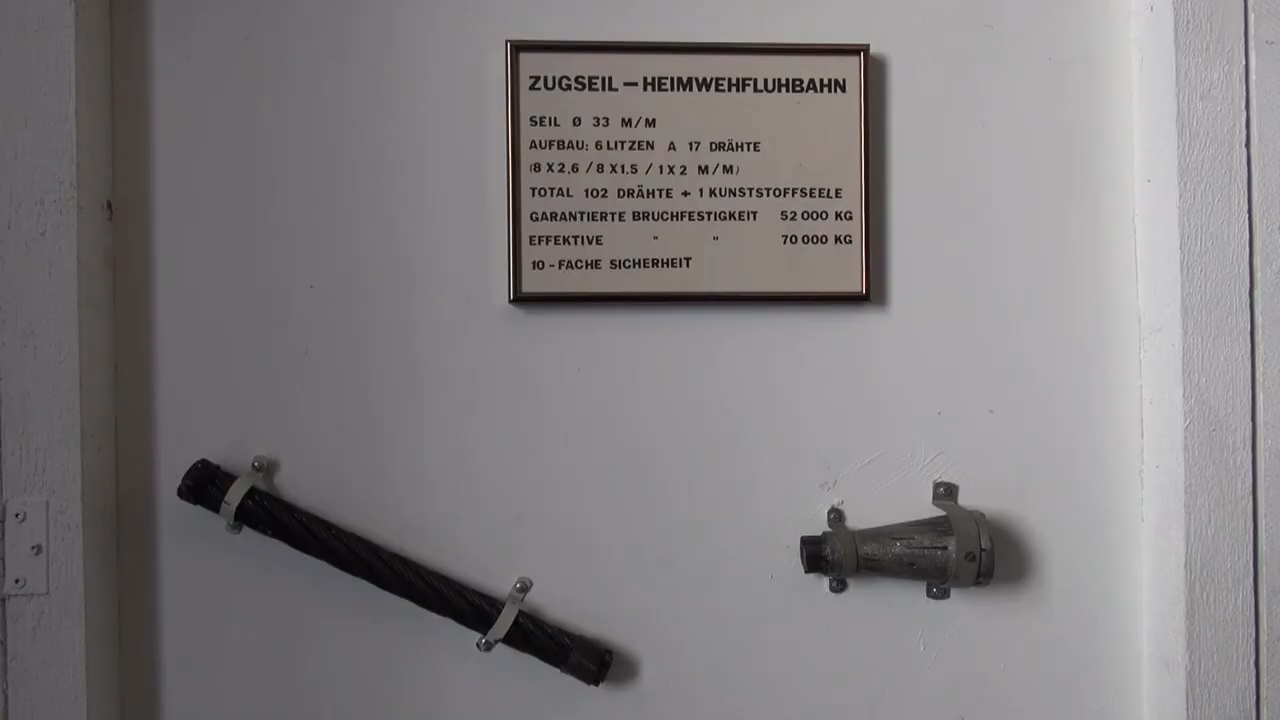 ZUGSEIL — HEIMWEHFLUHBAHN
SEIL Ø 33 M/M
AUFBAU: 6 LITZEN A 17 DRÄHTE
(8 X 2,6 / 8 X 1,5 / 1 X 2 M/M)
TOTAL 102 DRÄHTE + 1 KUNSTSTOFFSEELE
GARANTIERTE BRUCHFESTIGKEIT 52 000 KG
EFFEKTIVE " " 70 000 KG
10 - FACHE SICHERHEIT